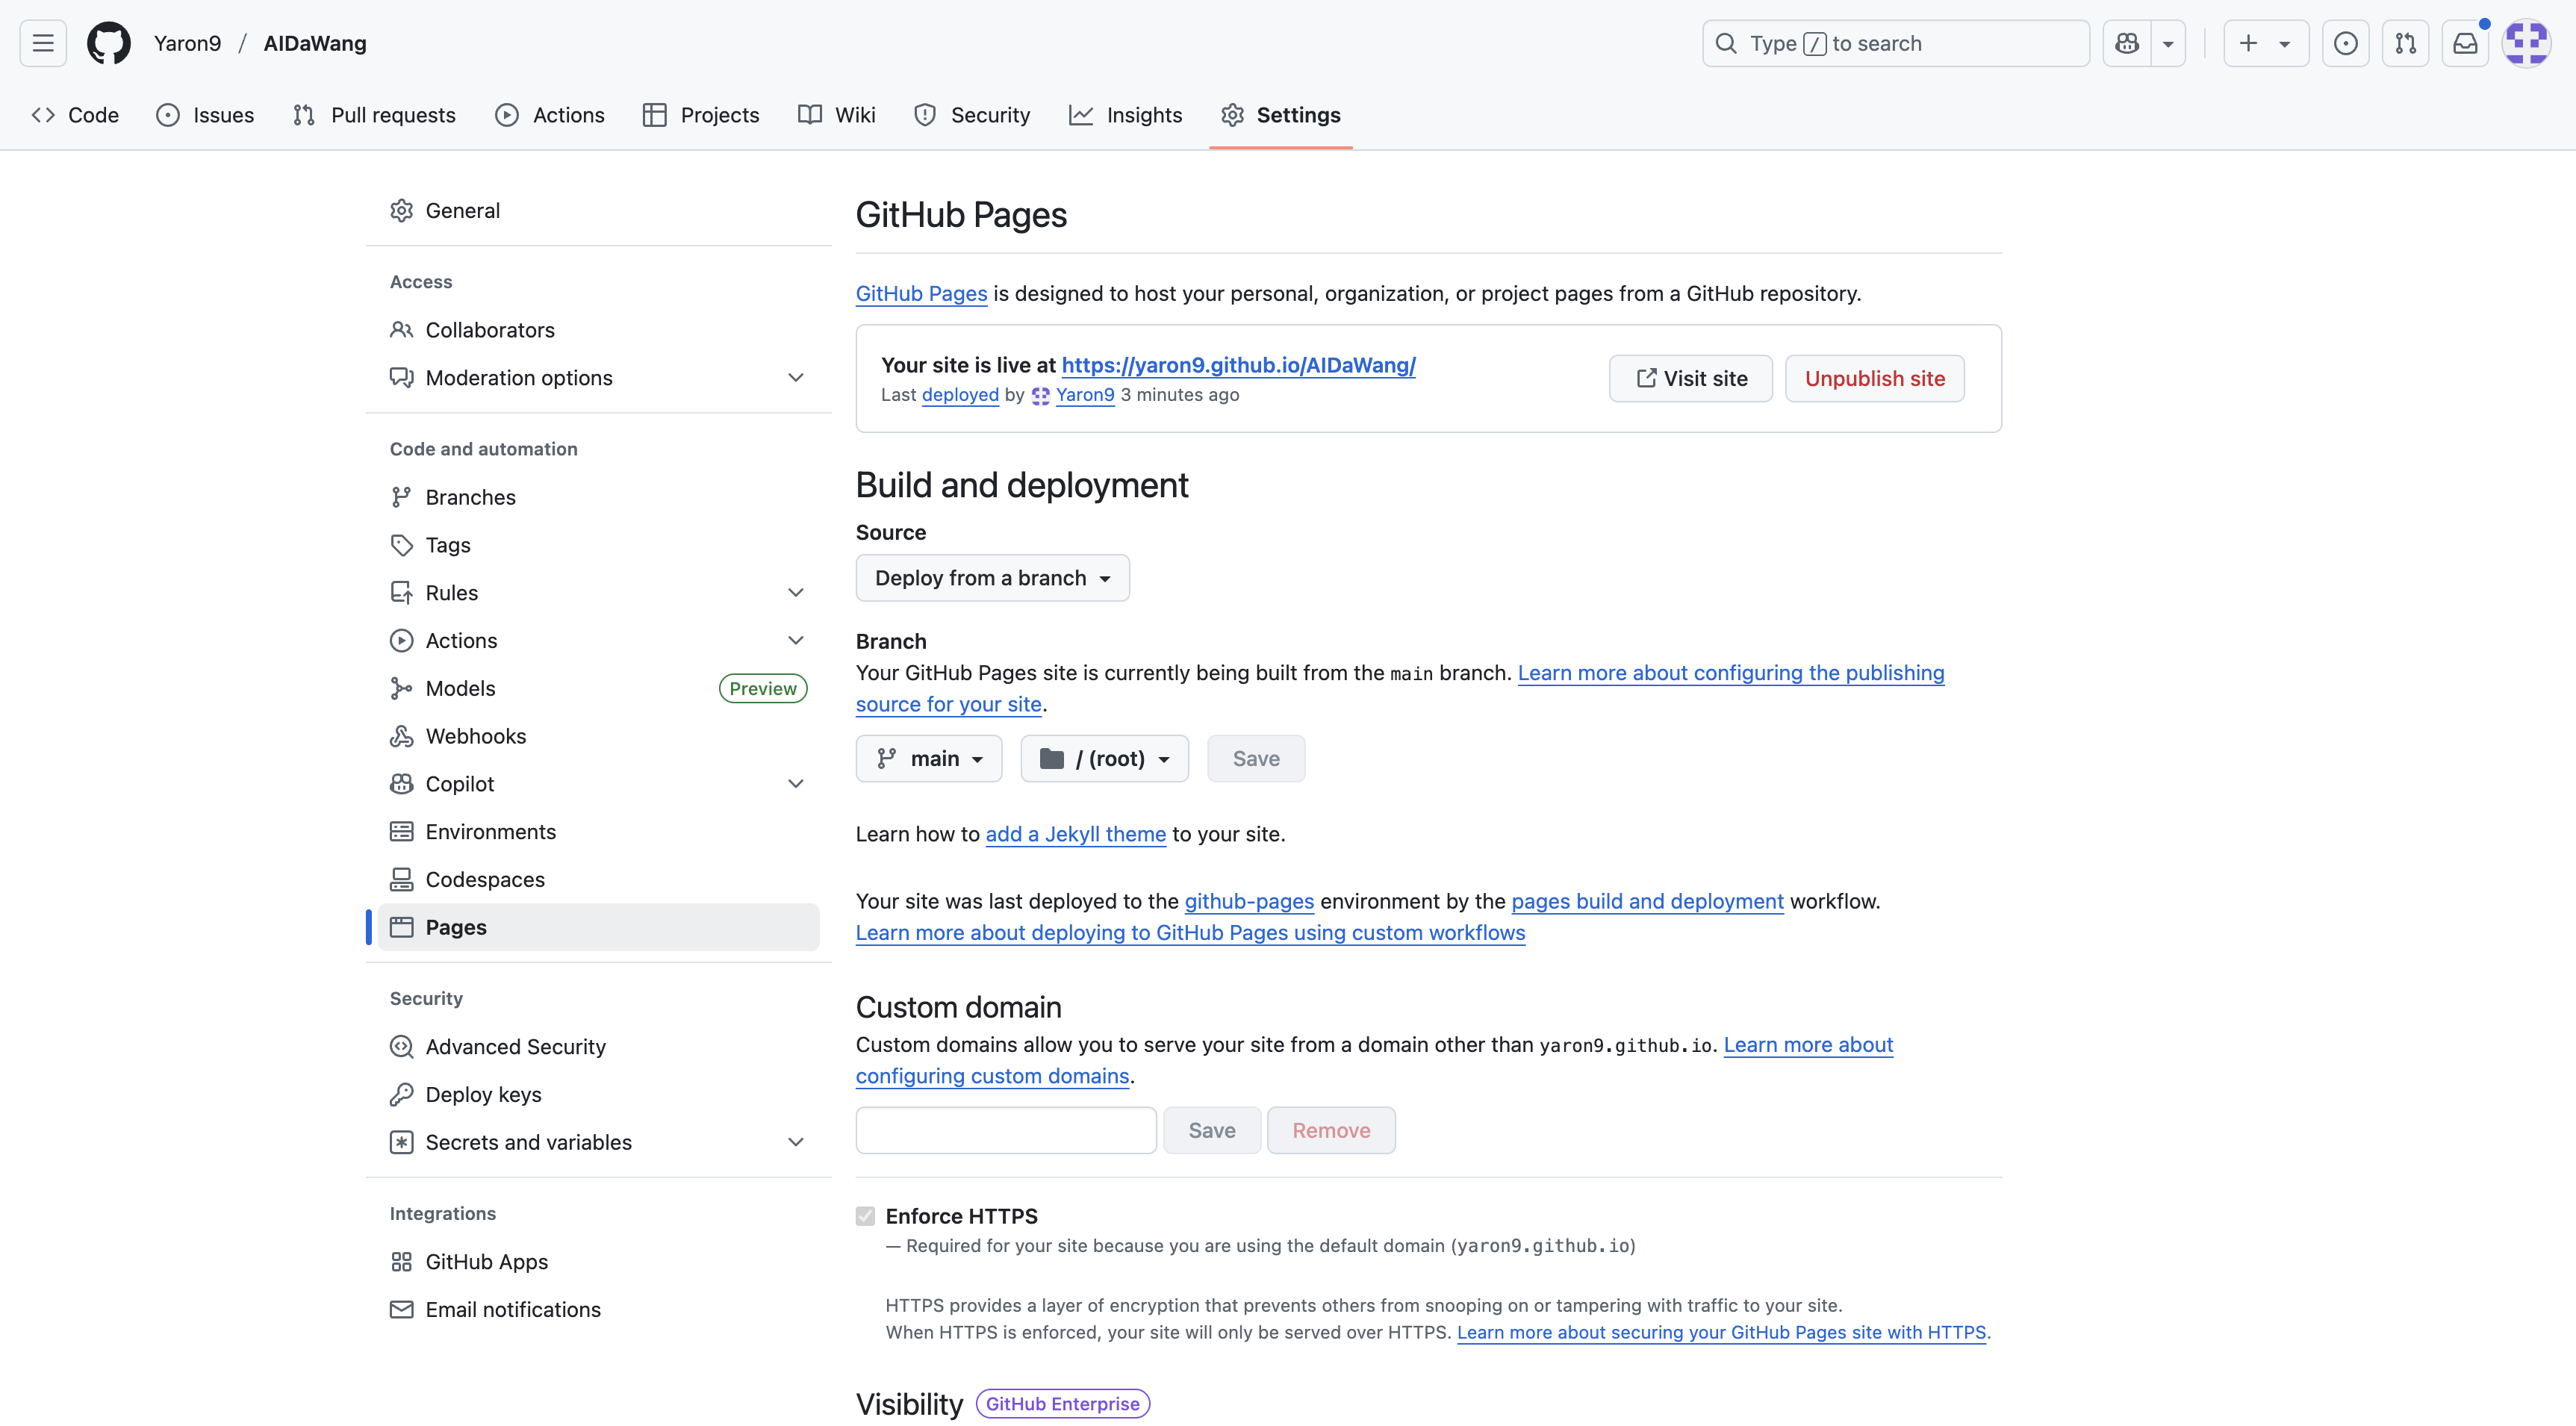 Yaron9 / AIDaWang
Type / to search
Code Issues Pull requests Actions Projects Wiki Security Insights Settings
General
Access
Collaborators
Moderation options
Code and automation
Branches
Tags
Rules
Actions
Models Preview
Webhooks
Copilot
Environments
Codespaces
Pages
Security
Advanced Security
Deploy keys
Secrets and variables
Integrations
GitHub Apps
Email notifications
GitHub Pages
GitHub Pages is designed to host your personal, organization, or project pages from a GitHub repository.
Your site is live at https://yaron9.github.io/AIDaWang/
Last deployed by Yaron9 3 minutes ago
Visit site Unpublish site
Build and deployment
Source
Deploy from a branch
Branch
Your GitHub Pages site is currently being built from the main branch. Learn more about configuring the publishing
source for your site.
main / (root) Save
Learn how to add a Jekyll theme to your site.
Your site was last deployed to the github-pages environment by the pages build and deployment workflow.
Learn more about deploying to GitHub Pages using custom workflows
Custom domain
Custom domains allow you to serve your site from a domain other than yaron9.github.io. Learn more about
configuring custom domains.
Save Remove
Enforce HTTPS
— Required for your site because you are using the default domain (yaron9.github.io)
HTTPS provides a layer of encryption that prevents others from snooping on or tampering with traffic to your site.
When HTTPS is enforced, your site will only be served over HTTPS. Learn more about securing your GitHub Pages site with HTTPS.
Visibility GitHub Enterprise